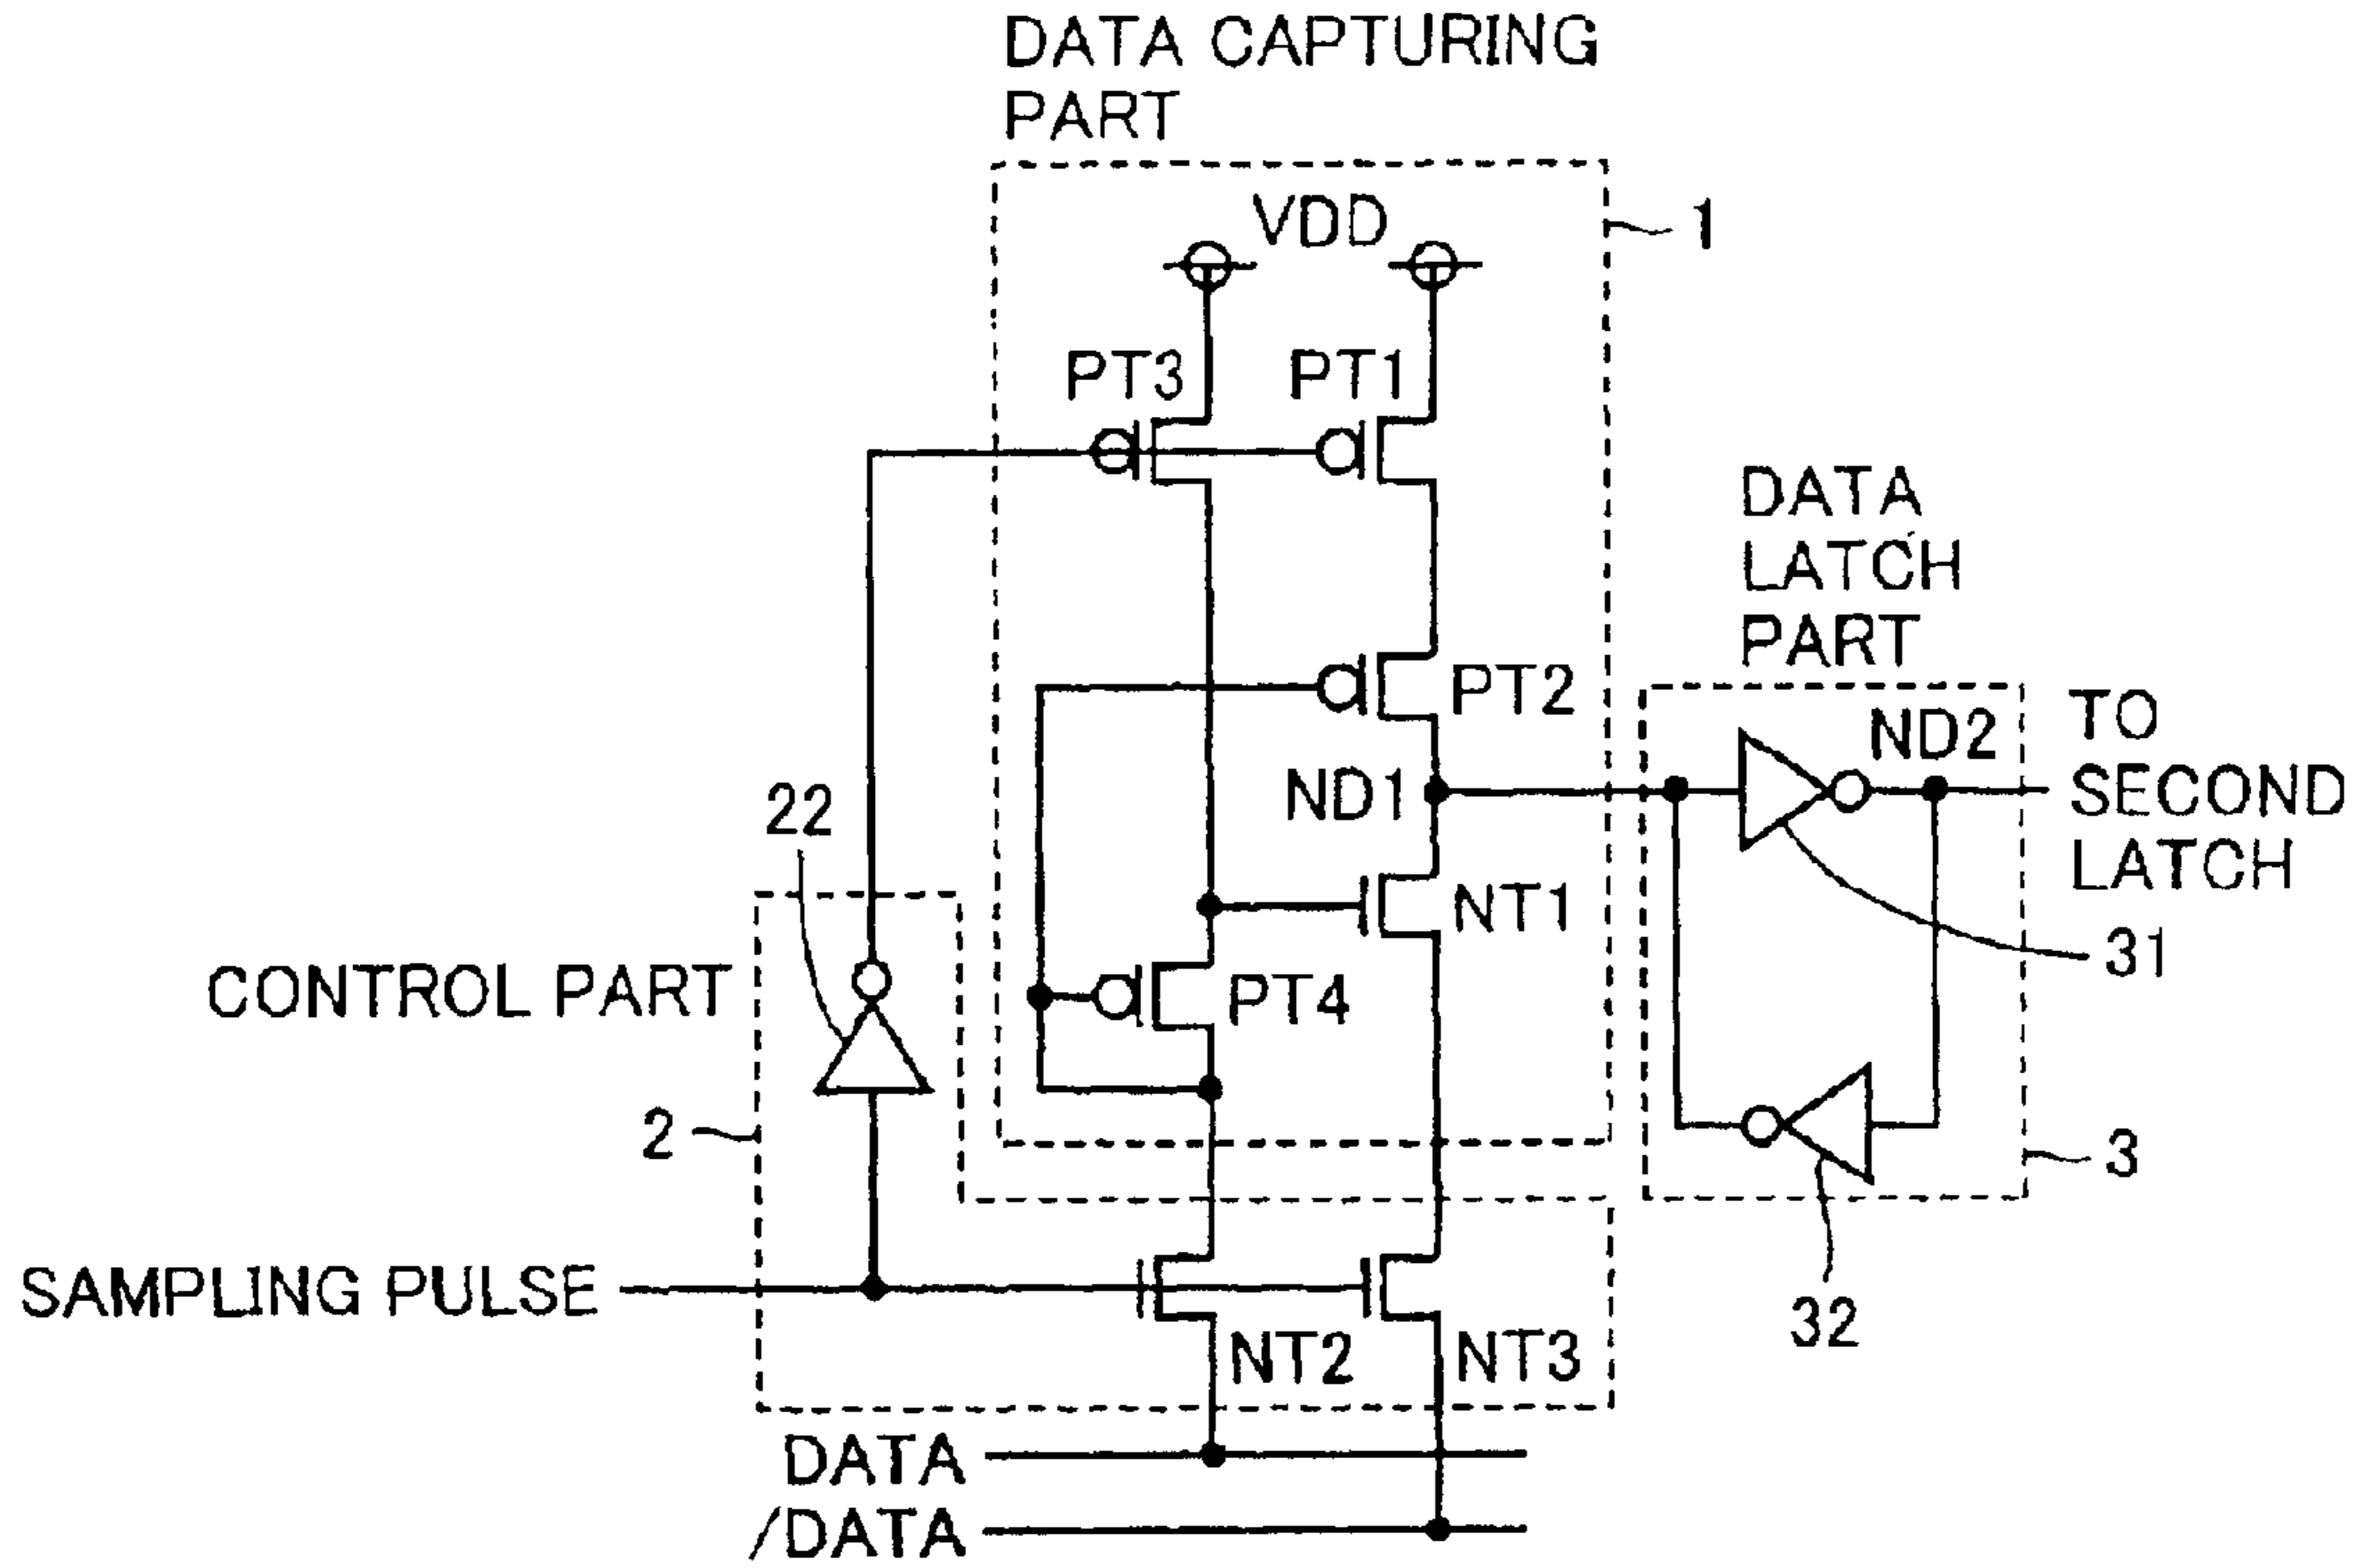 DATA CAPTURING
PART
VDD
1
PT3
PT1
DATA
LATCH
PART
PT2
ND2
TO
SECOND
LATCH
ND1
22
NT1
31
CONTROL PART
PT4
2
3
SAMPLING PULSE
32
NT2
NT3
DATA
/DATA